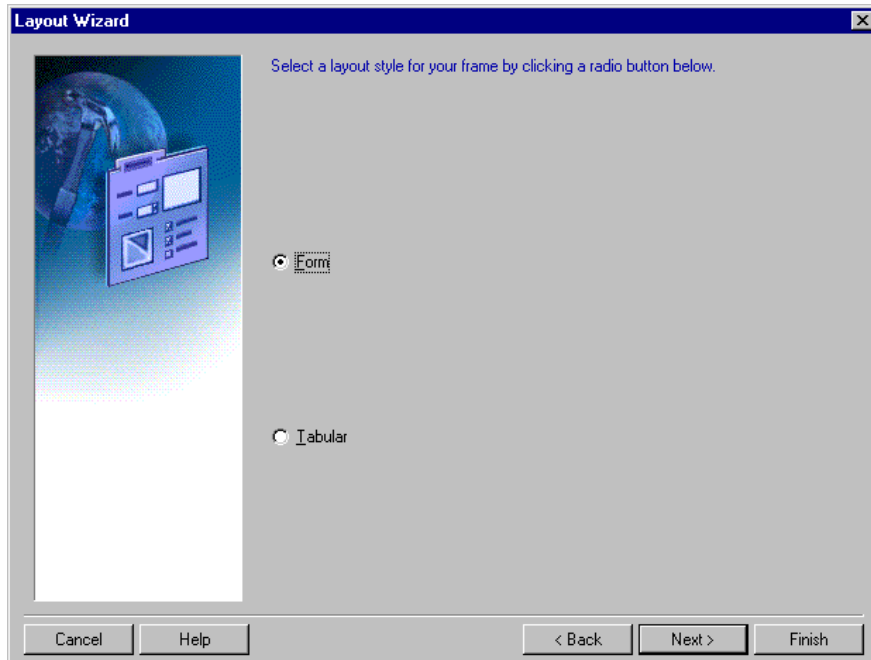 Layout Wizard
Select a layout style for your frame by clicking a radio button below.
Form
Tabular
Cancel Help < Back Next > Finish